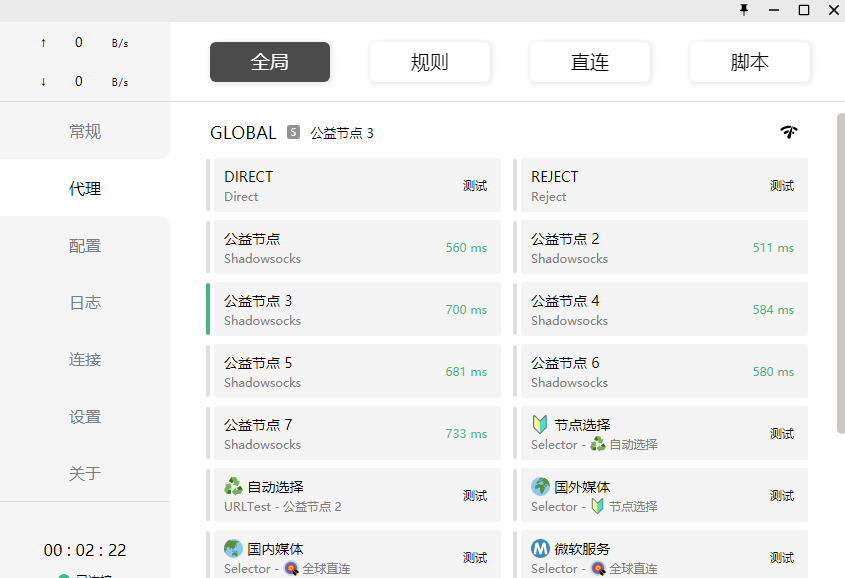 ↑ 0 B/s
↓ 0 B/s
常规
代理
配置
日志
连接
设置
关于
00 : 02 : 22
已连接
全局 规则 直连 脚本
GLOBAL S 公益节点 3
DIRECT
Direct
测试
REJECT
Reject
测试
公益节点
Shadowsocks
560 ms
公益节点 2
Shadowsocks
511 ms
公益节点 3
Shadowsocks
700 ms
公益节点 4
Shadowsocks
584 ms
公益节点 5
Shadowsocks
681 ms
公益节点 6
Shadowsocks
580 ms
公益节点 7
Shadowsocks
733 ms
🔰 节点选择
Selector - ♻️ 自动选择
测试
♻️ 自动选择
URLTest - 公益节点 2
测试
🌍 国外媒体
Selector - 🔰 节点选择
测试
🌏 国内媒体
Selector - 🎯 全球直连
测试
Ⓜ️ 微软服务
Selector - 🎯 全球直连
测试